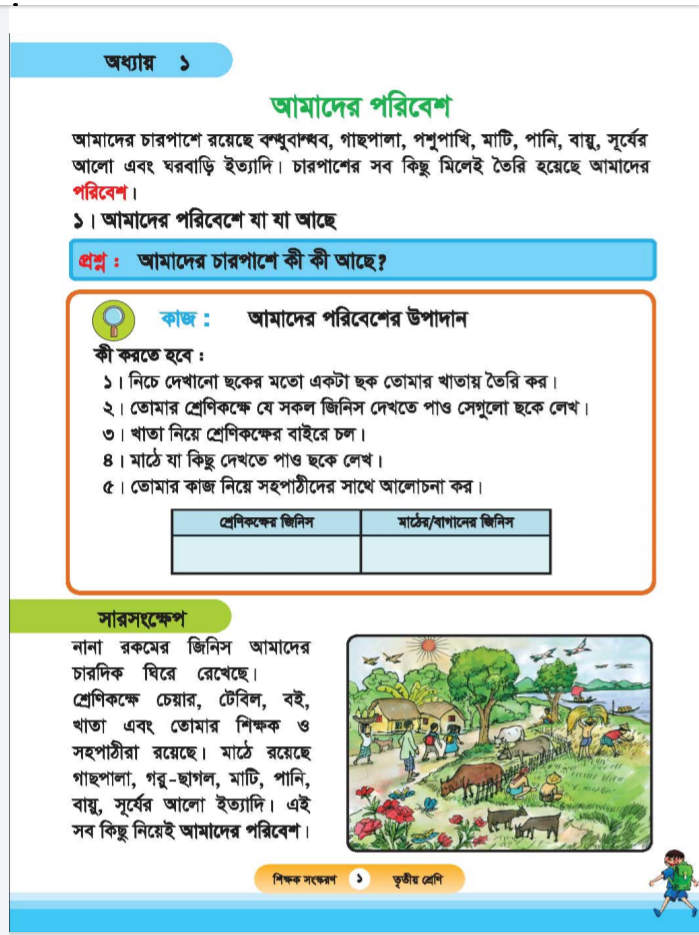 অধ্যায় ১
আমাদের পরিবেশ
আমাদের চারপাশে রয়েছে বন্ধুবান্ধব, গাছপালা, পশুপাখি, মাটি, পানি, বায়ু, সূর্যের
আলো এবং ঘরবাড়ি ইত্যাদি। চারপাশের সব কিছু মিলেই তৈরি হয়েছে আমাদের
পরিবেশ।
১। আমাদের পরিবেশে যা যা আছে
প্রশ্ন : আমাদের চারপাশে কী কী আছে?
কাজ : আমাদের পরিবেশের উপাদান
কী করতে হবে :
১। নিচে দেখানো ছকের মতো একটা ছক তোমার খাতায় তৈরি কর।
২। তোমার শ্রেণিকক্ষে যে সকল জিনিস দেখতে পাও সেগুলো ছকে লেখ।
৩। খাতা নিয়ে শ্রেণিকক্ষের বাইরে চল।
৪। মাঠে যা কিছু দেখতে পাও ছকে লেখ।
৫। তোমার কাজ নিয়ে সহপাঠীদের সাথে আলোচনা কর।
শ্রেণিকক্ষের জিনিস মাঠের/বাগানের জিনিস
সারসংক্ষেপ
নানা রকমের জিনিস আমাদের
চারদিক ঘিরে রেখেছে।
শ্রেণিকক্ষে চেয়ার, টেবিল, বই,
খাতা এবং তোমার শিক্ষক ও
সহপাঠীরা রয়েছে। মাঠে রয়েছে
গাছপালা, গরু-ছাগল, মাটি, পানি,
বায়ু, সূর্যের আলো ইত্যাদি। এই
সব কিছু নিয়েই আমাদের পরিবেশ।
শিক্ষক সংস্করণ ১ তৃতীয় শ্রেণি